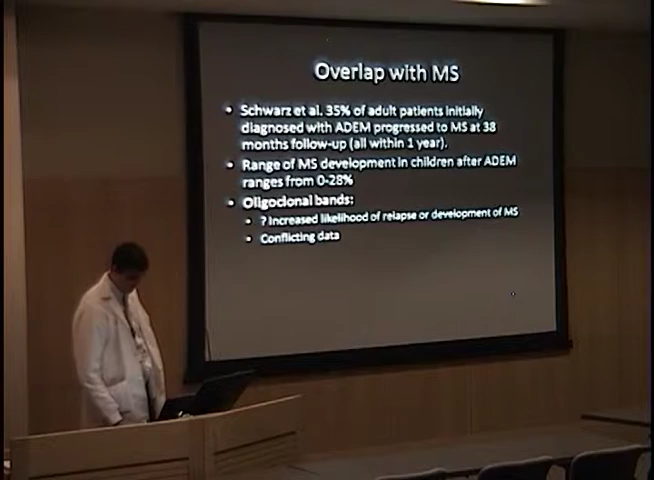 Overlap with MS
• Schwarz et al. 35% of adult patients initially
diagnosed with ADEM progressed to MS at 38
months follow-up (all within 1 year).
• Range of MS development in children after ADEM
ranges from 0-28%
• Oligoclonal bands:
• ? Increased likelihood of relapse or development of MS
• Conflicting data